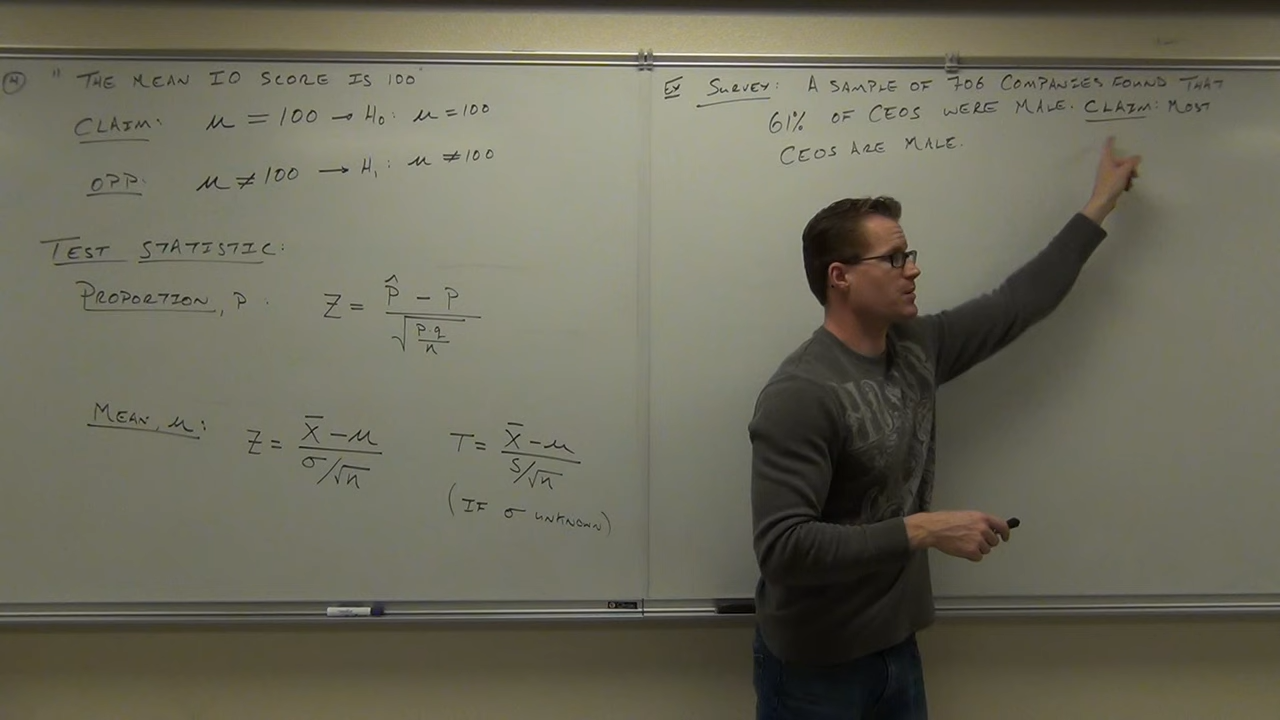 ④ " THE MEAN IQ SCORE IS 100"
CLAIM: μ = 100 → H₀: μ = 100
OPP: μ ≠ 100 → H₁: μ ≠ 100
TEST STATISTIC:
PROPORTION, P : Z = (p̂ - p) / √(p·q/n)
MEAN, μ: Z = (x̄ - μ) / (σ/√n) T = (x̄ - μ) / (s/√n)
(IF σ UNKNOWN)
EX SURVEY: A SAMPLE OF 706 COMPANIES FOUND THAT
61% OF CEOS WERE MALE. CLAIM: MOST
CEOS ARE MALE.